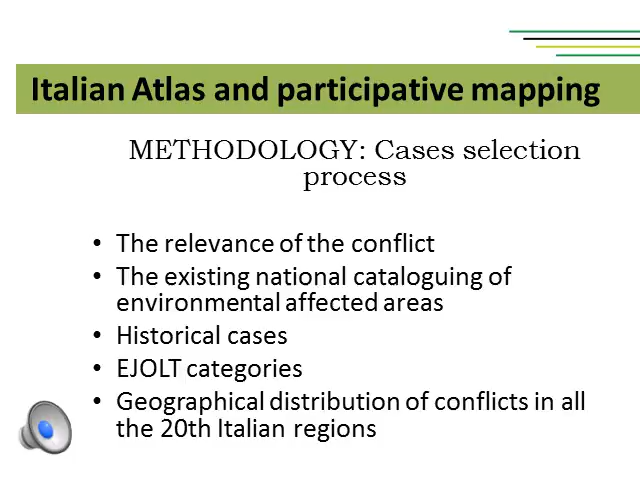 Italian Atlas and participative mapping
METHODOLOGY: Cases selection
process
• The relevance of the conflict
• The existing national cataloguing of
environmental affected areas
• Historical cases
• EJOLT categories
• Geographical distribution of conflicts in all
the 20th Italian regions